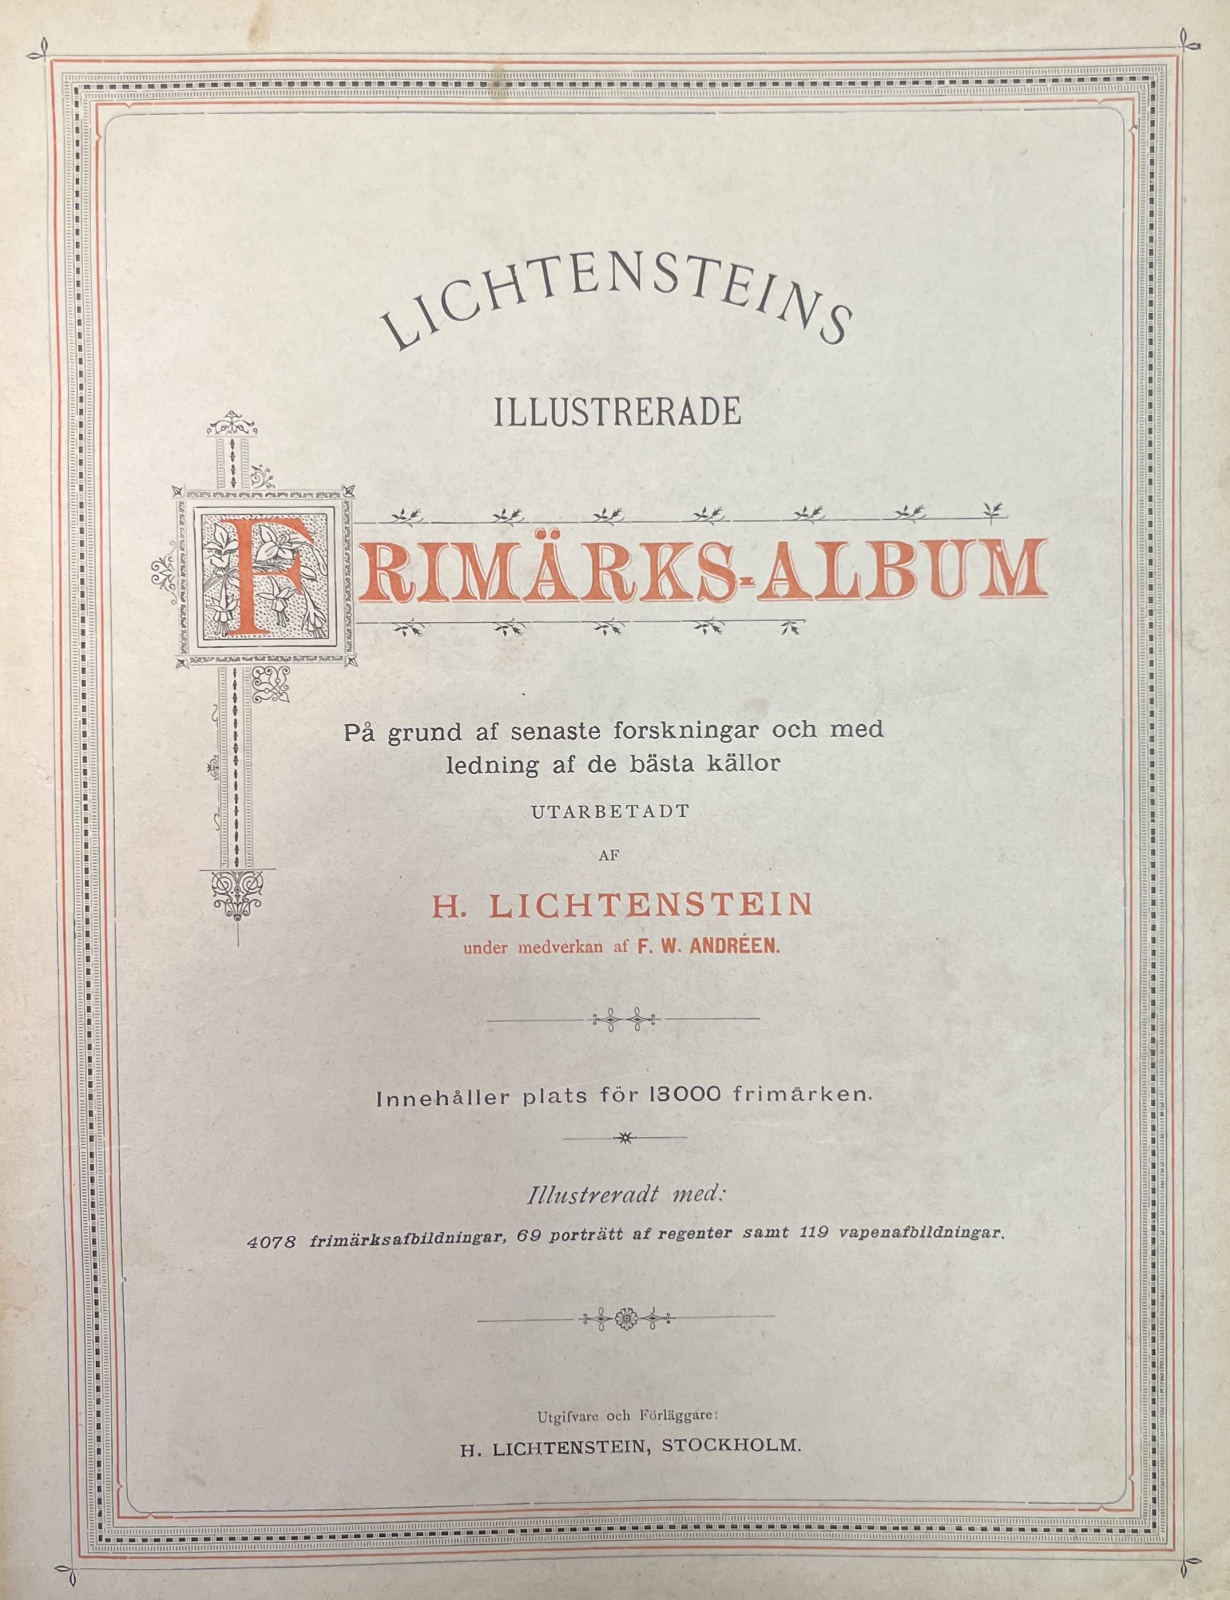 LICHTENSTEINS
ILLUSTRERADE
FRIMÄRKS-ALBUM
På grund af senaste forskningar och med
ledning af de bästa källor
UTARBETADT
AF
H. LICHTENSTEIN
under medverkan af F. W. ANDRÉEN.
Innehåller plats för 13000 frimärken.
Illustreradt med:
4078 frimärksafbildningar, 69 porträtt af regenter samt 119 vapenafbildningar.
Utgifvare och Förläggare:
H. LICHTENSTEIN, STOCKHOLM.